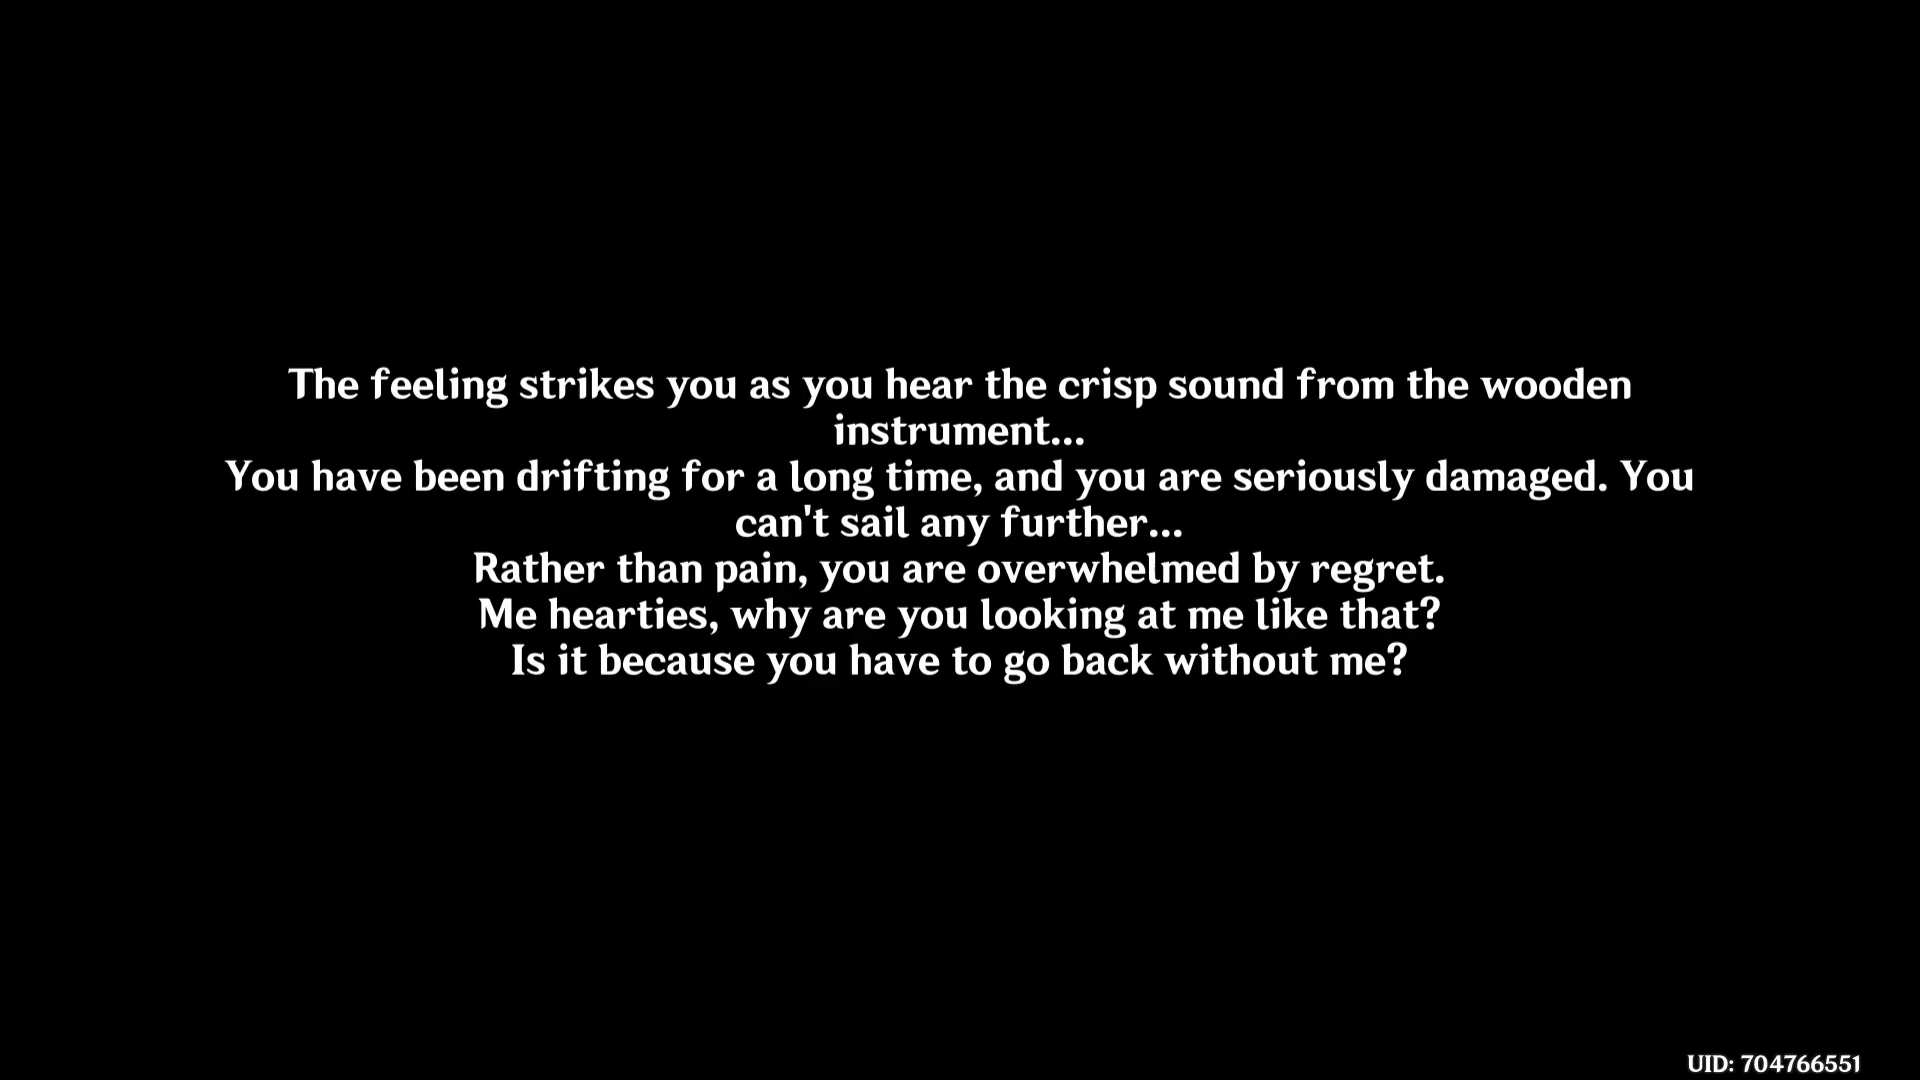 The feeling strikes you as you hear the crisp sound from the wooden
instrument...
You have been drifting for a long time, and you are seriously damaged. You
can't sail any further...
Rather than pain, you are overwhelmed by regret.
Me hearties, why are you looking at me like that?
Is it because you have to go back without me?
UID: 704766551